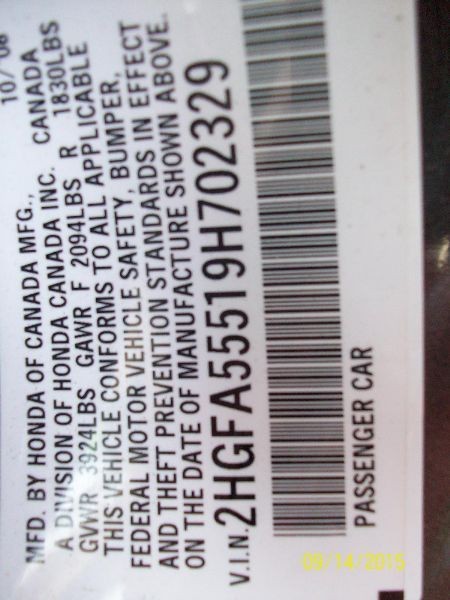 10/08
MFD. BY HONDA OF CANADA MFG.,
A DIVISION OF HONDA CANADA INC. CANADA
GVWR 3924LBS GAWR F 2094LBS R 1830LBS
THIS VEHICLE CONFORMS TO ALL APPLICABLE
FEDERAL MOTOR VEHICLE SAFETY, BUMPER,
AND THEFT PREVENTION STANDARDS IN EFFECT
ON THE DATE OF MANUFACTURE SHOWN ABOVE.
V.I.N. 2HGFA55519H702329
PASSENGER CAR
09/14/2015